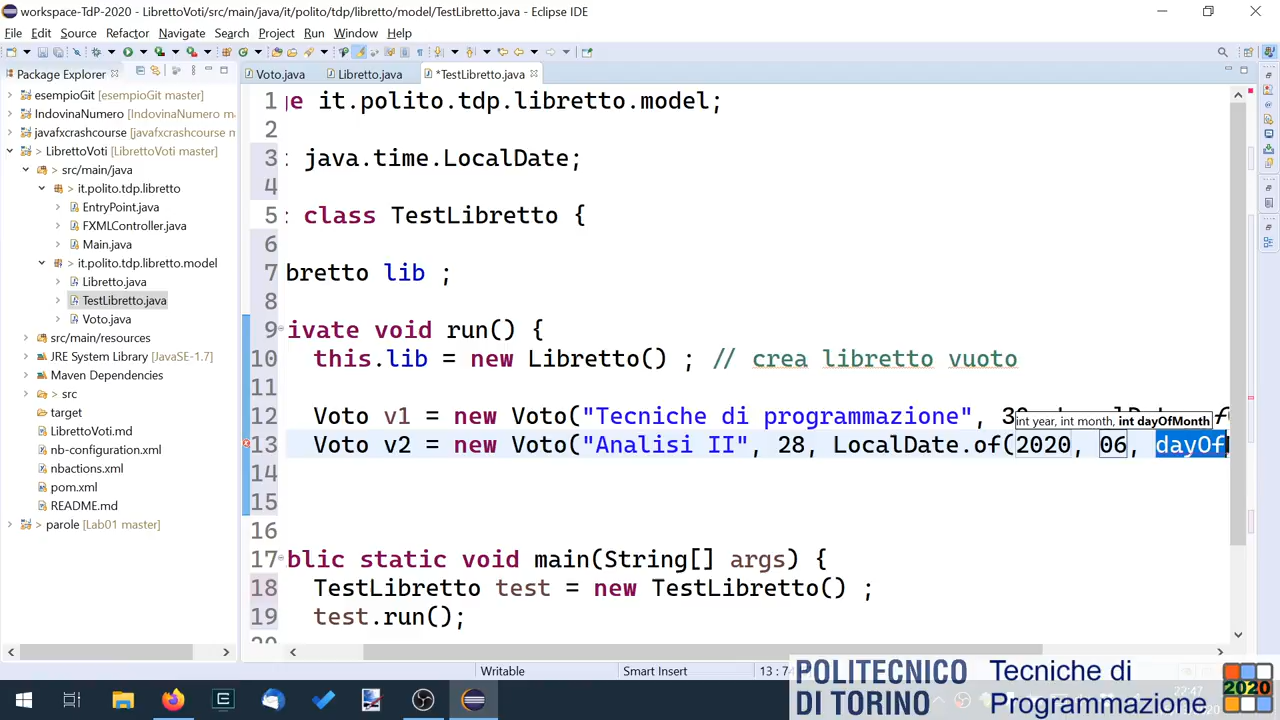 workspace-TdP-2020 - LibrettoVoti/src/main/java/it/polito/tdp/libretto/model/TestLibretto.java - Eclipse IDE
File Edit Source Refactor Navigate Search Project Run Window Help
Package Explorer
Voto.java Libretto.java *TestLibretto.java
esempioGit [esempioGit master]
IndovinaNumero [IndovinaNumero ma
javafxcrashcourse [javafxcrashcourse m
LibrettoVoti [LibrettoVoti master]
src/main/java
it.polito.tdp.libretto
EntryPoint.java
FXMLController.java
Main.java
it.polito.tdp.libretto.model
Libretto.java
TestLibretto.java
Voto.java
src/main/resources
JRE System Library [JavaSE-1.7]
Maven Dependencies
src
target
LibrettoVoti.md
nb-configuration.xml
nbactions.xml
pom.xml
README.md
parole [Lab01 master]
1 ge it.polito.tdp.libretto.model;
2
3 java.time.LocalDate;
4
5 class TestLibretto {
6
7 bretto lib ;
8
9 ivate void run() {
10 this.lib = new Libretto() ; // crea libretto vuoto
11
12 Voto v1 = new Voto("Tecniche di programmazione",
int year, int month, int dayOfMonth
13 Voto v2 = new Voto("Analisi II", 28, LocalDate.of(2020, 06, dayOf
14
15
16
17 blic static void main(String[] args) {
18 TestLibretto test = new TestLibretto() ;
19 test.run();
20
Writable Smart Insert 13 : 74
POLITECNICO
DI TORINO
Tecniche di
Programmazione
2020